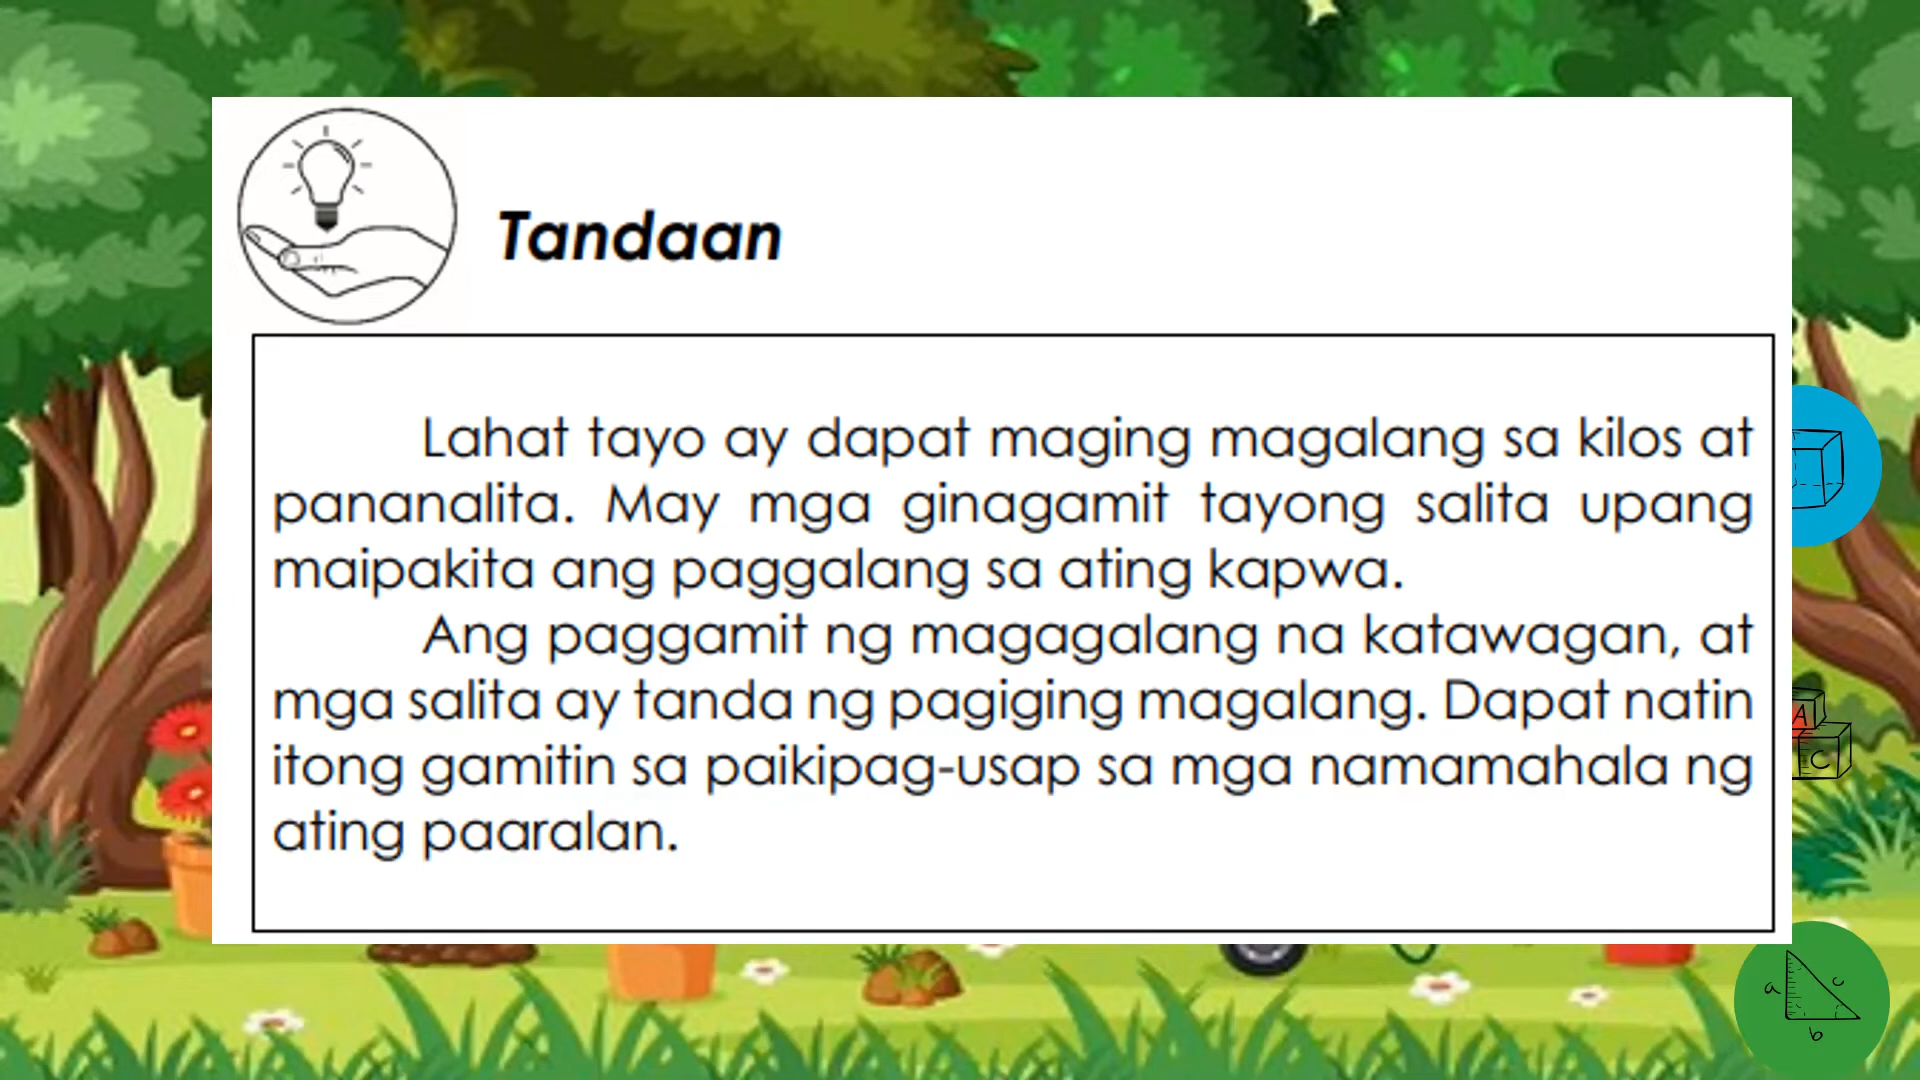 Tandaan
Lahat tayo ay dapat maging magalang sa kilos at
pananalita. May mga ginagamit tayong salita upang
maipakita ang paggalang sa ating kapwa.
Ang paggamit ng magagalang na katawagan, at
mga salita ay tanda ng pagiging magalang. Dapat natin
itong gamitin sa paikipag-usap sa mga namamahala ng
ating paaralan.
A
C
a
c
b